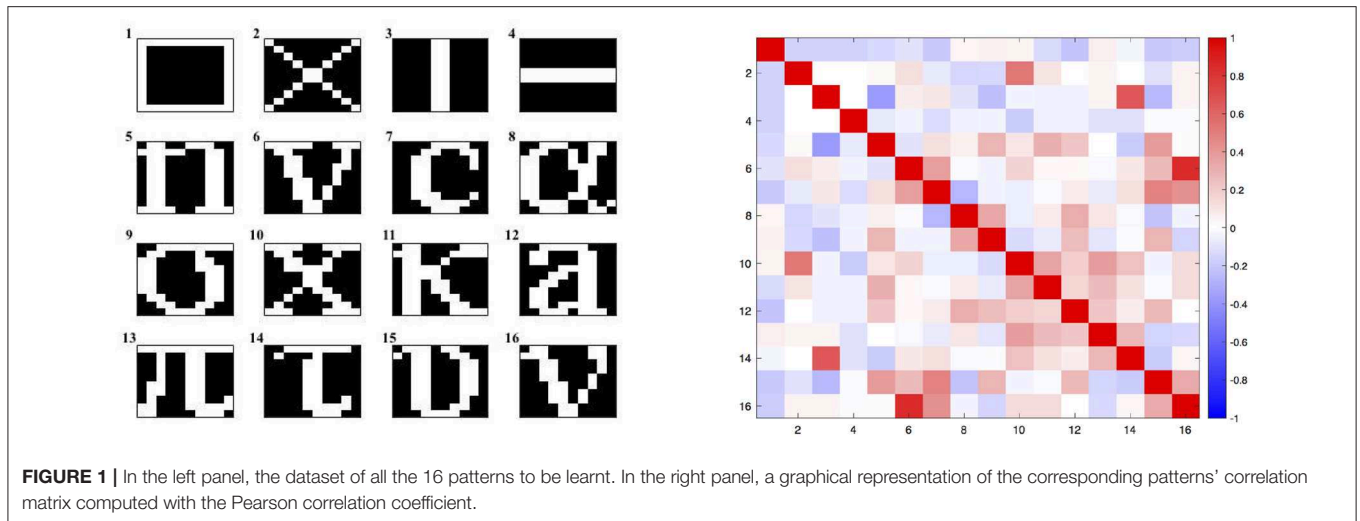 1 2 3 4
5 6 7 8
9 10 11 12
13 14 15 16
1
0.8
0.6
0.4
0.2
0
-0.2
-0.4
-0.6
-0.8
-1
2
4
6
8
10
12
14
16
2 4 6 8 10 12 14 16
FIGURE 1 | In the left panel, the dataset of all the 16 patterns to be learnt. In the right panel, a graphical representation of the corresponding patterns’ correlation
matrix computed with the Pearson correlation coefficient.